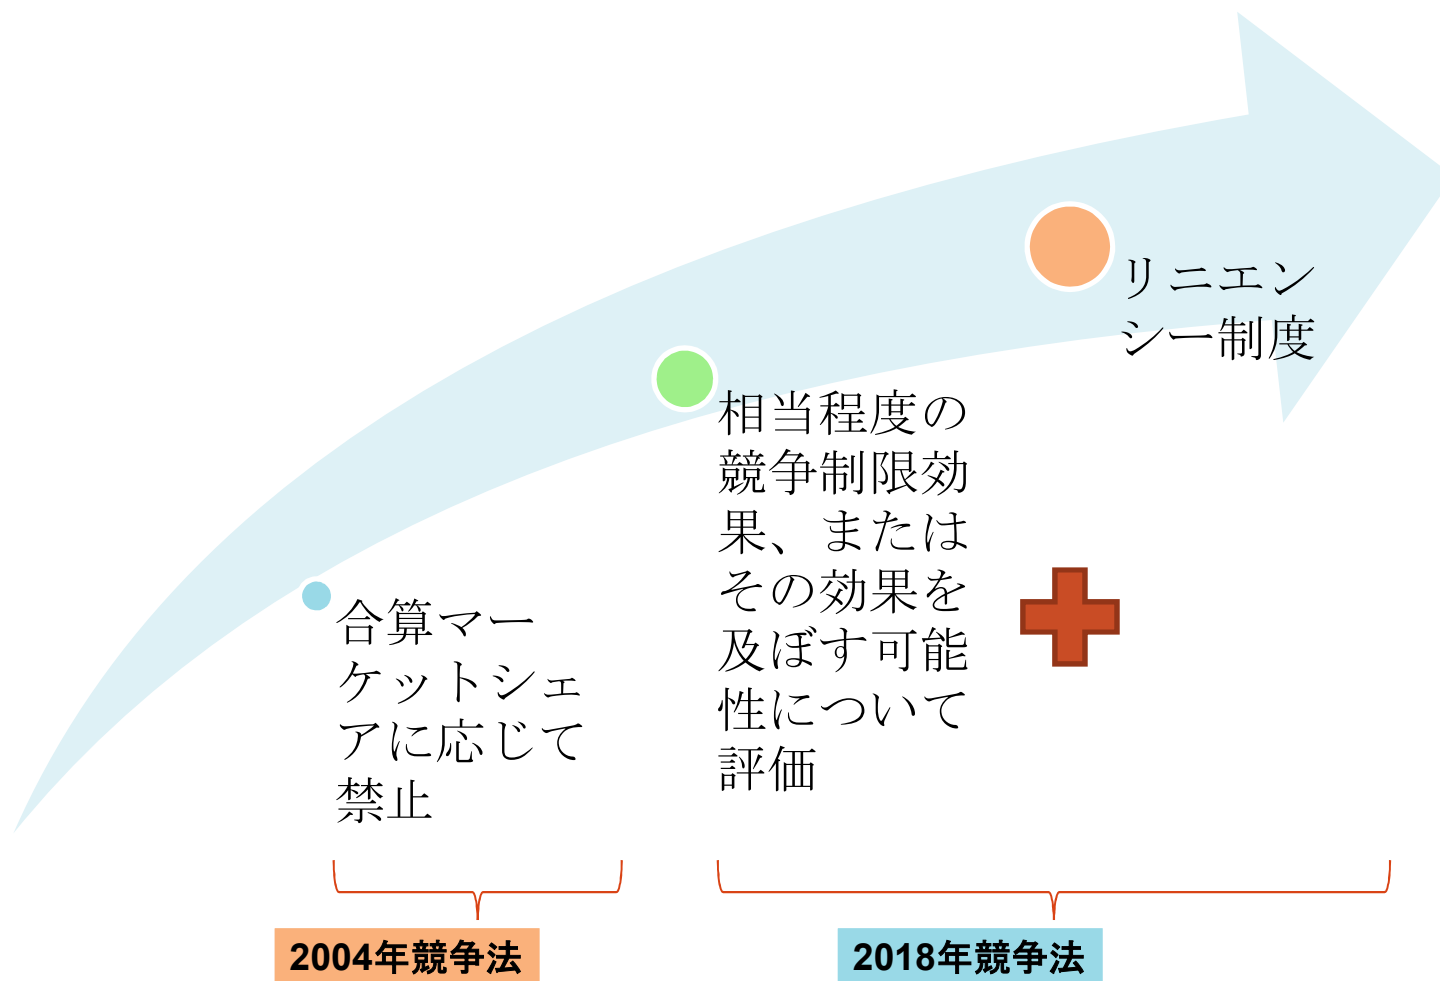 合算マー
ケットシェ
アに応じて
禁止
相当程度の
競争制限効
果、または
その効果を
及ぼす可能
性について
評価
リニエン
シー制度
2004年競争法
2018年競争法